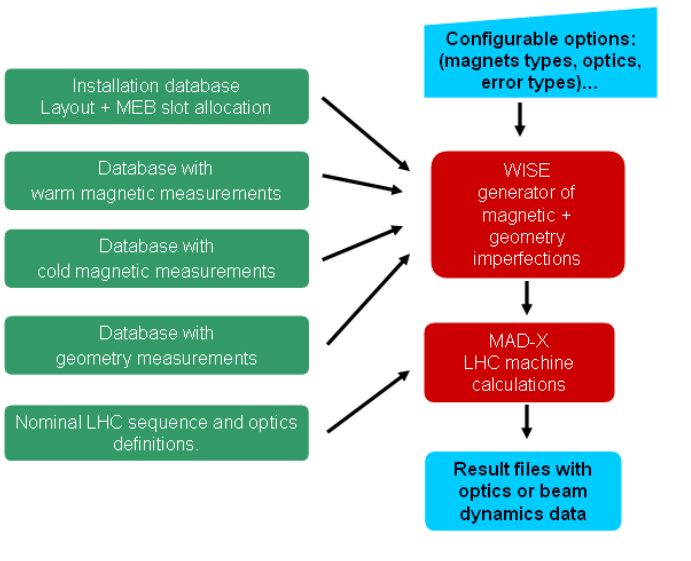 Configurable options:
(magnets types, optics,
error types)...
Installation database
Layout + MEB slot allocation
Database with
warm magnetic measurements
Database with
cold magnetic measurements
Database with
geometry measurements
Nominal LHC sequence and optics
definitions.
WISE
generator of
magnetic +
geometry
imperfections
MAD-X
LHC machine
calculations
Result files with
optics or beam
dynamics data